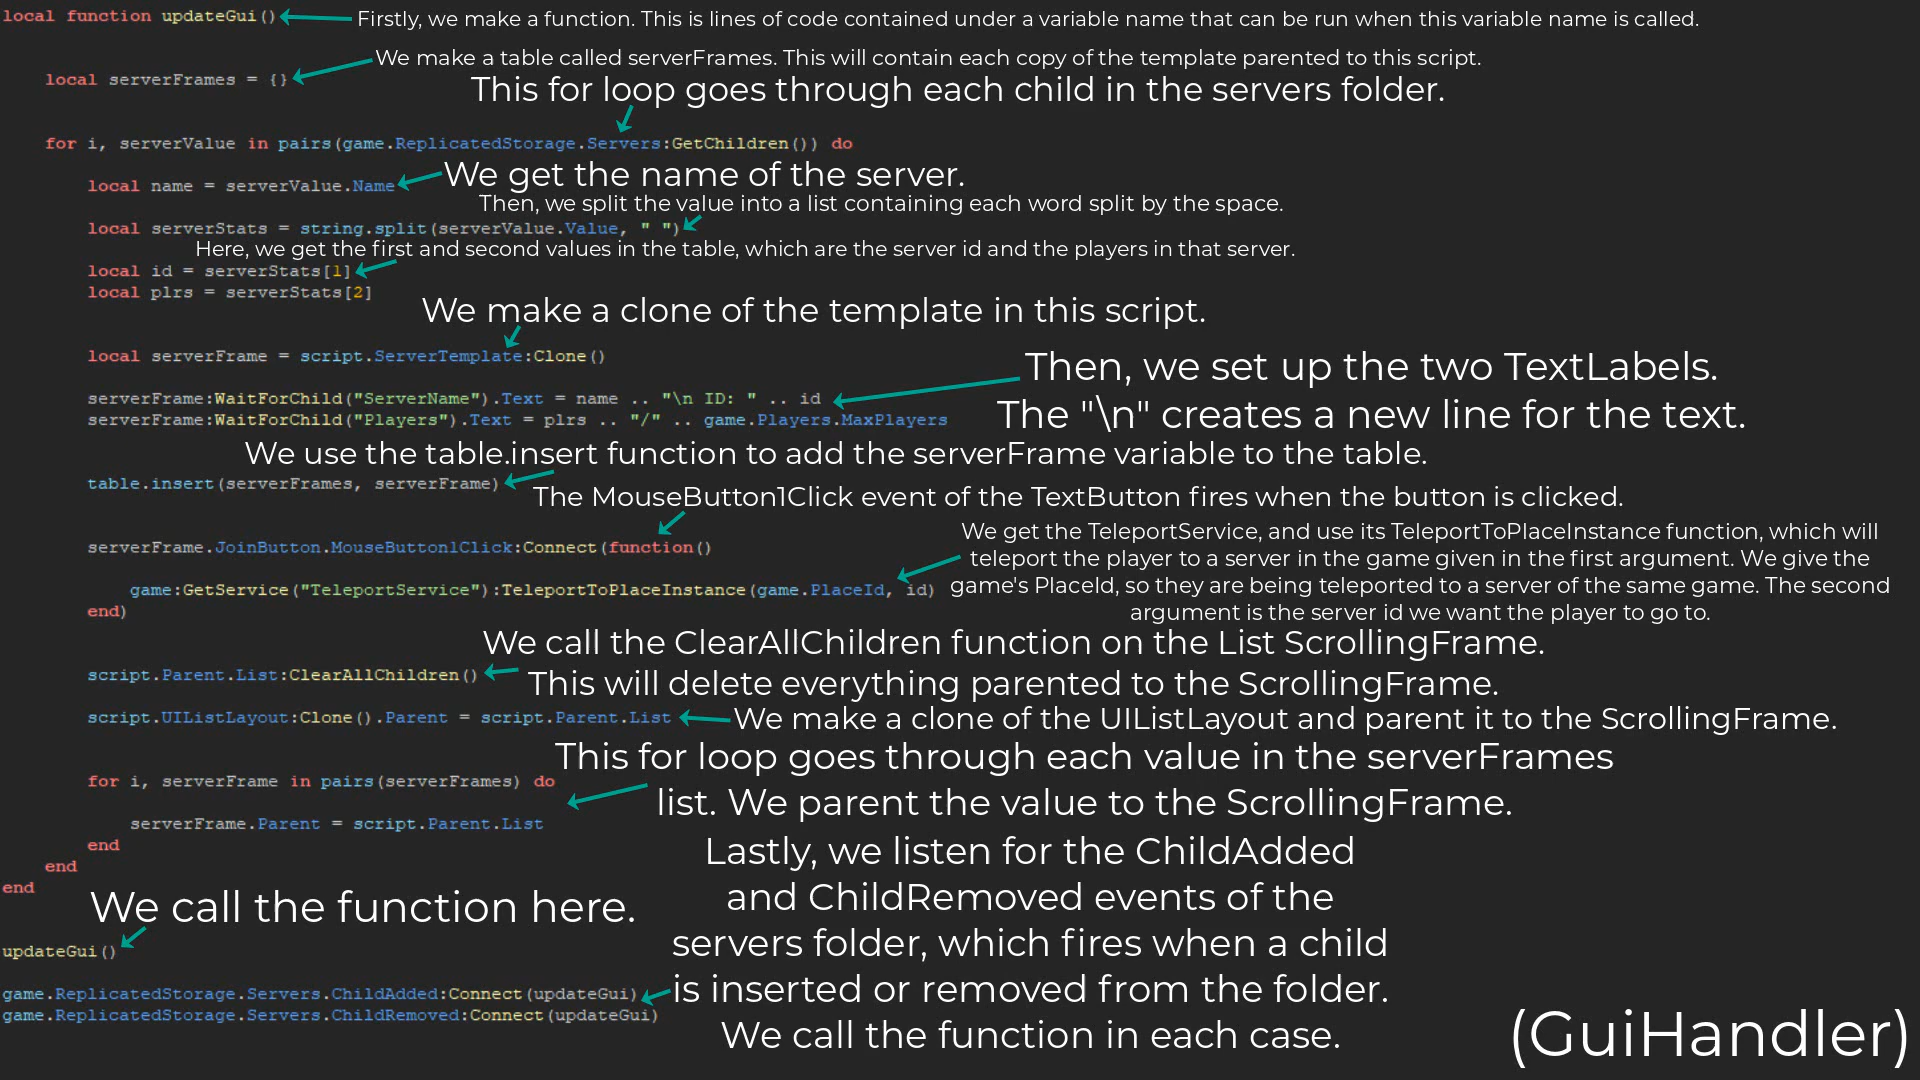 local function updateGui()
Firstly, we make a function. This is lines of code contained under a variable name that can be run when this variable name is called.
We make a table called serverFrames. This will contain each copy of the template parented to this script.
local serverFrames = {}
This for loop goes through each child in the servers folder.
for i, serverValue in pairs(game.ReplicatedStorage.Servers:GetChildren()) do
We get the name of the server.
local name = serverValue.Name
Then, we split the value into a list containing each word split by the space.
local serverStats = string.split(serverValue.Value, " ")
Here, we get the first and second values in the table, which are the server id and the players in that server.
local id = serverStats[1]
local plrs = serverStats[2]
We make a clone of the template in this script.
local serverFrame = script.ServerTemplate:Clone()
Then, we set up the two TextLabels.
The "\n" creates a new line for the text.
serverFrame:WaitForChild("ServerName").Text = name .. "\n ID: " .. id
serverFrame:WaitForChild("Players").Text = plrs .. "/" .. game.Players.MaxPlayers
We use the table.insert function to add the serverFrame variable to the table.
table.insert(serverFrames, serverFrame)
The MouseButton1Click event of the TextButton fires when the button is clicked.
serverFrame.JoinButton.MouseButton1Click:Connect(function()
We get the TeleportService, and use its TeleportToPlaceInstance function, which will
teleport the player to a server in the game given in the first argument. We give the
game's PlaceId, so they are being teleported to a server of the same game. The second
argument is the server id we want the player to go to.
game:GetService("TeleportService"):TeleportToPlaceInstance(game.PlaceId, id)
end)
We call the ClearAllChildren function on the List ScrollingFrame.
This will delete everything parented to the ScrollingFrame.
script.Parent.List:ClearAllChildren()
script.UIListLayout:Clone().Parent = script.Parent.List
We make a clone of the UIListLayout and parent it to the ScrollingFrame.
This for loop goes through each value in the serverFrames
list. We parent the value to the ScrollingFrame.
for i, serverFrame in pairs(serverFrames) do
serverFrame.Parent = script.Parent.List
end
end
end
We call the function here.
updateGui()
Lastly, we listen for the ChildAdded
and ChildRemoved events of the
servers folder, which fires when a child
is inserted or removed from the folder.
We call the function in each case.
game.ReplicatedStorage.Servers.ChildAdded:Connect(updateGui)
game.ReplicatedStorage.Servers.ChildRemoved:Connect(updateGui)
(GuiHandler)